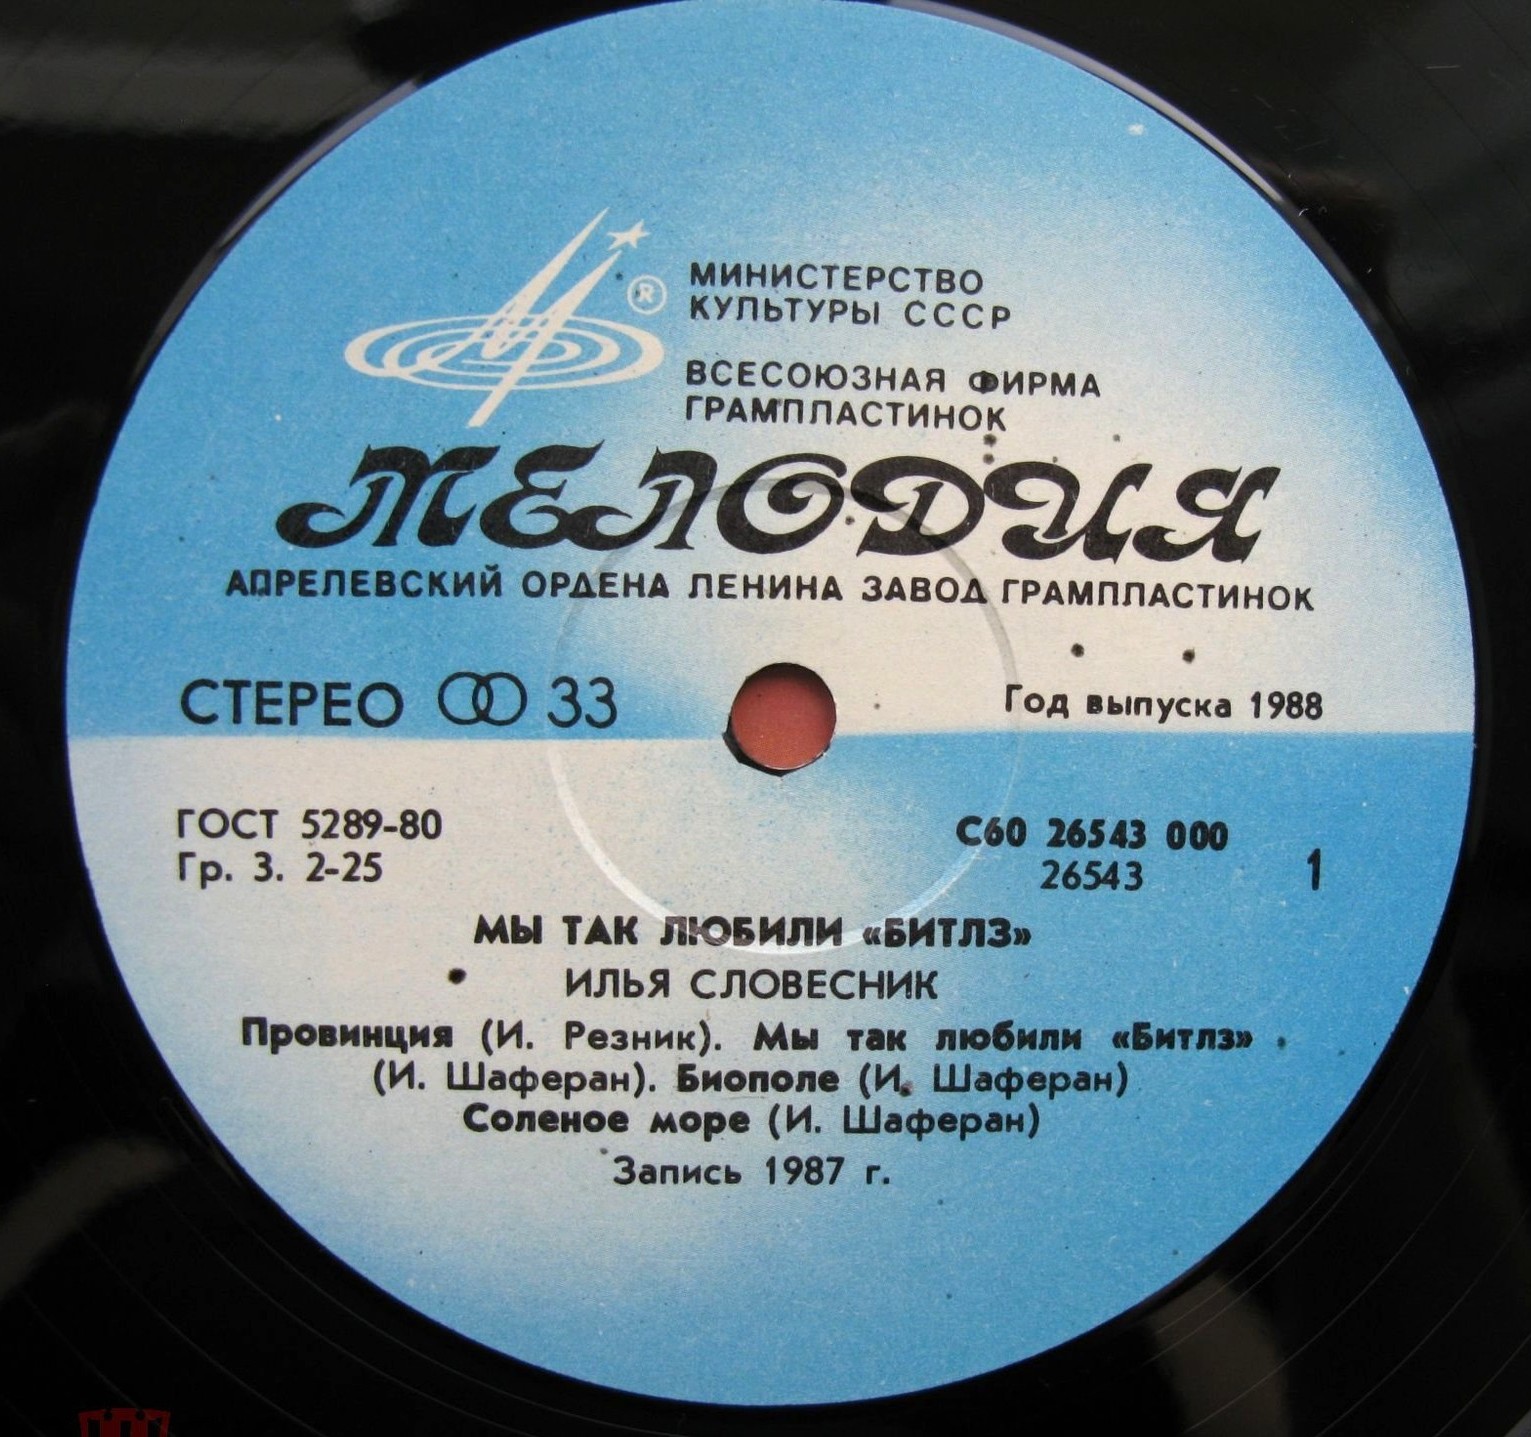 МИНИСТЕРСТВО
КУЛЬТУРЫ СССР
®
ВСЕСОЮЗНАЯ ФИРМА
ГРАМПЛАСТИНОК
МЕЛОДИЯ
АПРЕЛЕВСКИЙ ОРДЕНА ЛЕНИНА ЗАВОД ГРАМПЛАСТИНОК
СТЕРЕО 33
Год выпуска 1988
ГОСТ 5289-80
Гр. 3. 2-25
С60 26543 000
26543 1
МЫ ТАК ЛЮБИЛИ «БИТЛЗ»
ИЛЬЯ СЛОВЕСНИК
Провинция (И. Резник). Мы так любили «Битлз»
(И. Шаферан). Биополе (И. Шаферан)
Соленое море (И. Шаферан)
Запись 1987 г.